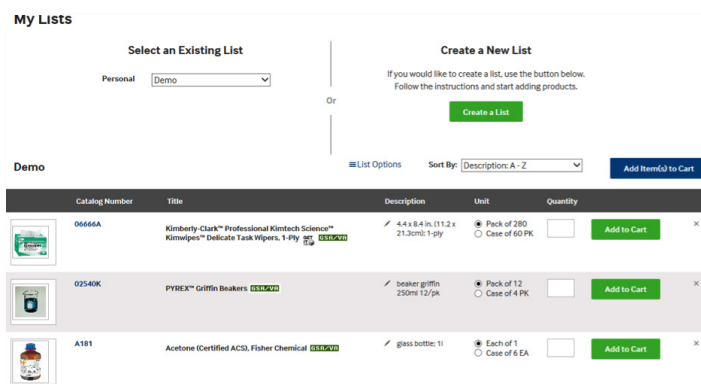 My Lists
Select an Existing List
Personal
Demo
Or
Create a New List
If you would like to create a list, use the button below.
Follow the instructions and start adding products.
Create a List
Demo
List Options
Sort By:
Description: A - Z
Add Item(s) to Cart
Catalog Number Title Description Unit Quantity
06666A
Kimberly-Clark™ Professional Kimtech Science™
Kimwipes™ Delicate Task Wipers, 1-Ply GSA/VA
4.4 x 8.4 in. (11.2 x
21.3cm); 1-ply
Pack of 280
Case of 60 PK
Add to Cart
×
02540K
PYREX™ Griffin Beakers GSA/VA
beaker griffin
250ml 12/pk
Pack of 12
Case of 4 PK
Add to Cart
×
A181
Acetone (Certified ACS), Fisher Chemical GSA/VA
glass bottle; 1l
Each of 1
Case of 6 EA
Add to Cart
×